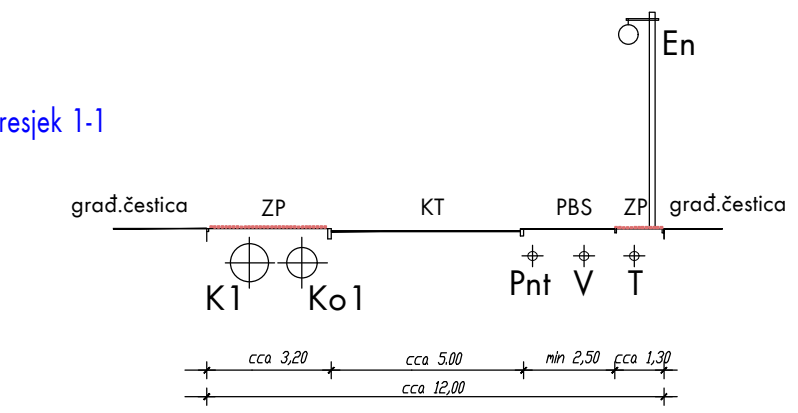 En
resjek 1-1
građ.čestica ZP KT PBS ZP građ.čestica
K1 Ko1 Pnt V T
cca 3,20 cca 5.00 min 2,50 cca 1,30
cca 12,00